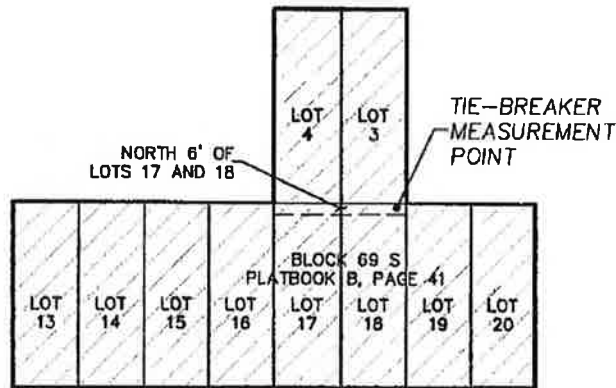 LOT
4
LOT
3
TIE-BREAKER
MEASUREMENT
POINT
NORTH 6' OF
LOTS 17 AND 18
BLOCK 69 S
PLATBOOK B, PAGE 41
LOT
13
LOT
14
LOT
15
LOT
16
LOT
17
LOT
18
LOT
19
LOT
20